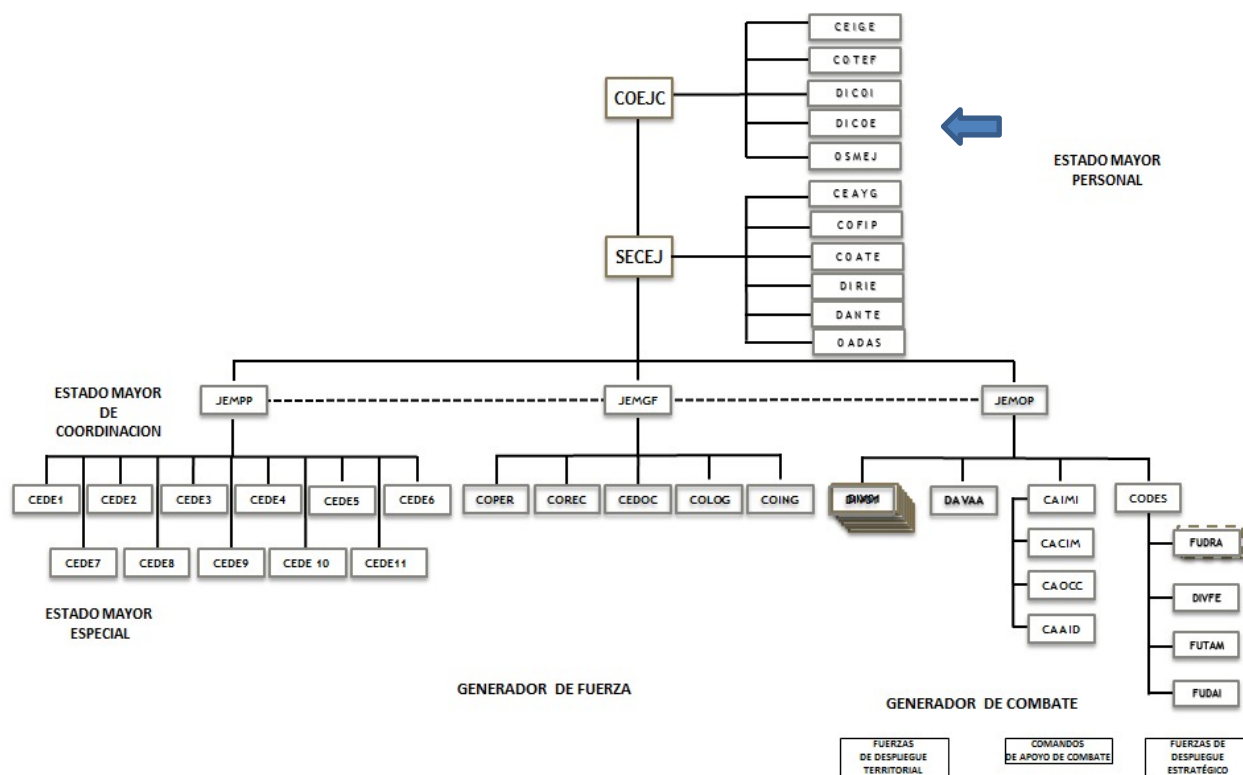 CEIGE
COTEF
COEJC
DICOI
DICOE
OSMEJ
ESTADO MAYOR
PERSONAL
CEAYG
COFIP
SECEJ
COATE
DIRIE
DANTE
OADAS
ESTADO MAYOR
DE
COORDINACION
JEMPP
JEMGF
JEMOP
CEDE1
CEDE2
CEDE3
CEDE4
CEDE5
CEDE6
CEDE7
CEDE8
CEDE9
CEDE 10
CEDE11
COPER
COREC
CEDOC
COLOG
COING
DAVAA
CAIMI
CODES
CACIM
FUDRA
CAOCC
DIVFE
CAAID
FUTAM
FUDAI
ESTADO MAYOR
ESPECIAL
GENERADOR DE FUERZA
GENERADOR DE COMBATE
FUERZAS
DE DESPLIEGUE
TERRITORIAL
COMANDOS
DE APOYO DE COMBATE
FUERZAS DE
DESPLIEGUE
ESTRATÉGICO